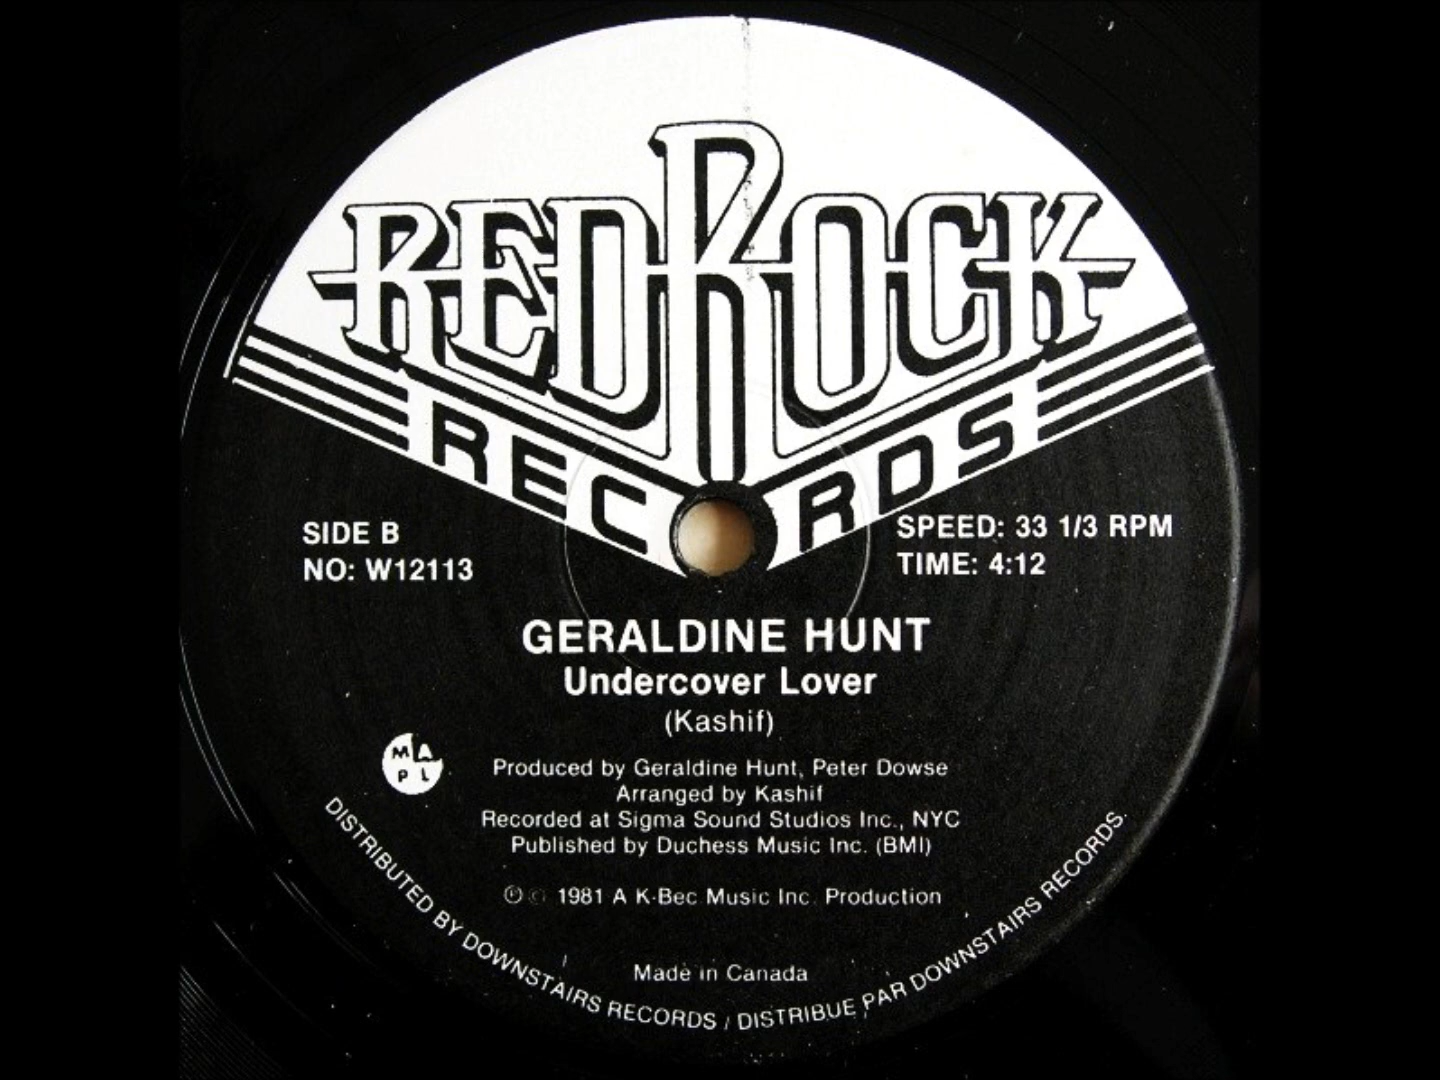 REDROCK
RECORDS
SIDE B
NO: W12113
SPEED: 33 1/3 RPM
TIME: 4:12
GERALDINE HUNT
Undercover Lover
(Kashif)
M A
P L
Produced by Geraldine Hunt, Peter Dowse
Arranged by Kashif
Recorded at Sigma Sound Studios Inc., NYC
Published by Duchess Music Inc. (BMI)
℗ © 1981 A K-Bec Music Inc. Production
Made in Canada
DISTRIBUTED BY DOWNSTAIRS RECORDS / DISTRIBUE PAR DOWNSTAIRS RECORDS.